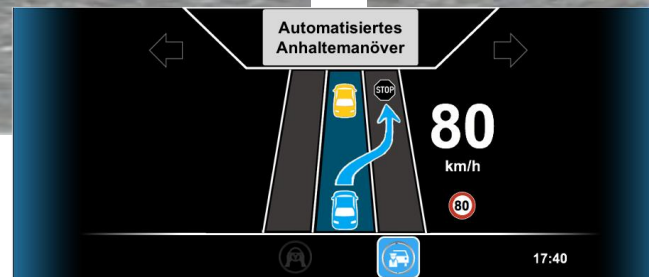 Automatisiertes
Anhaltemanöver
STOP
80
km/h
80
17:40